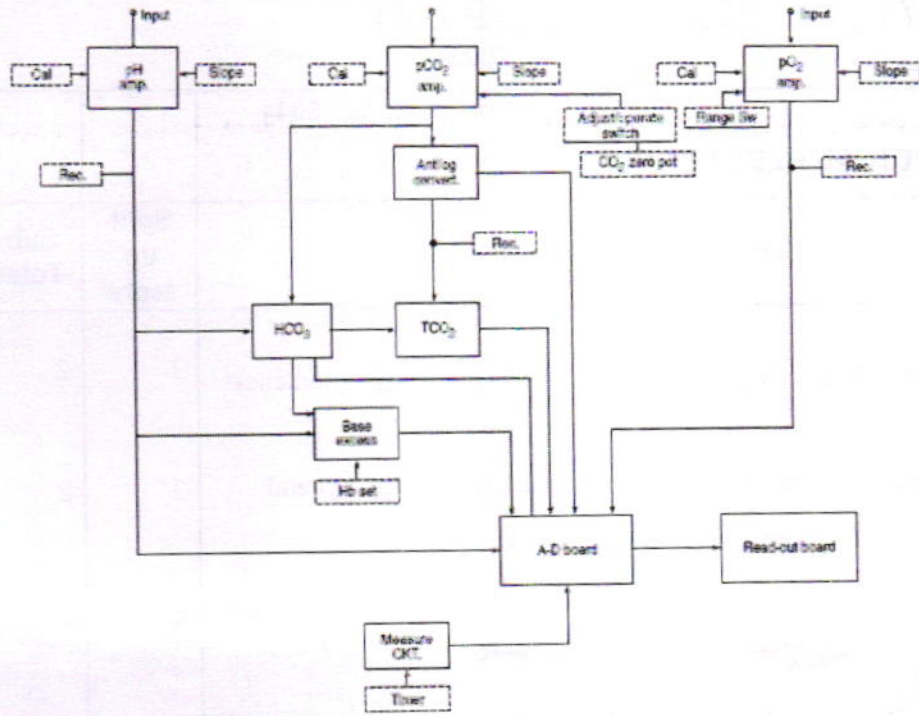 Input
Input
Cal
pH
amp.
Slope
Cal
pCO₂
amp.
Slope
Cal
pO₂
amp.
Slope
Range Sw
Adjust/operate
switch
CO₂ zero pot
Rec.
Antilog
convert.
Rec.
Rec.
HCO₃
TCO₂
Base
excess
Hb set
A-D board
Read-out board
Measure
CKT.
Timer